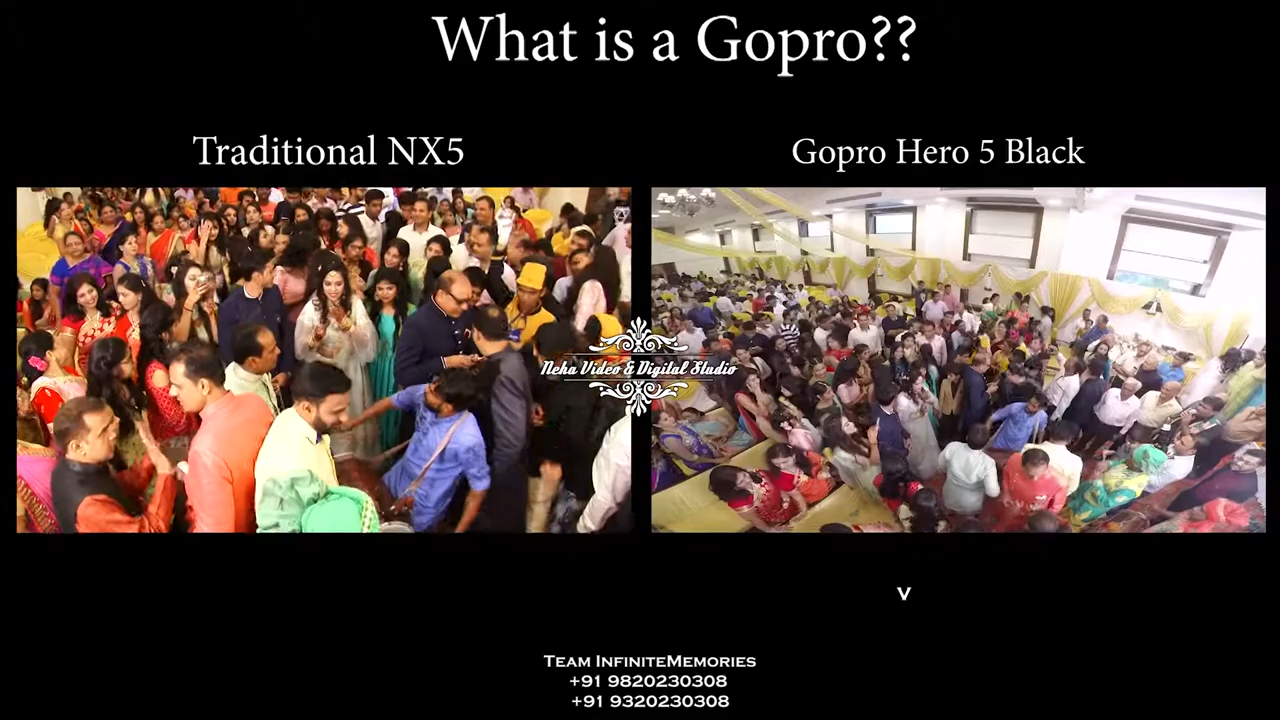 What is a Gopro??
Traditional NX5
Gopro Hero 5 Black
Neha Video & Digital Studio
V
Team InfiniteMemories
+91 9820230308
+91 9320230308